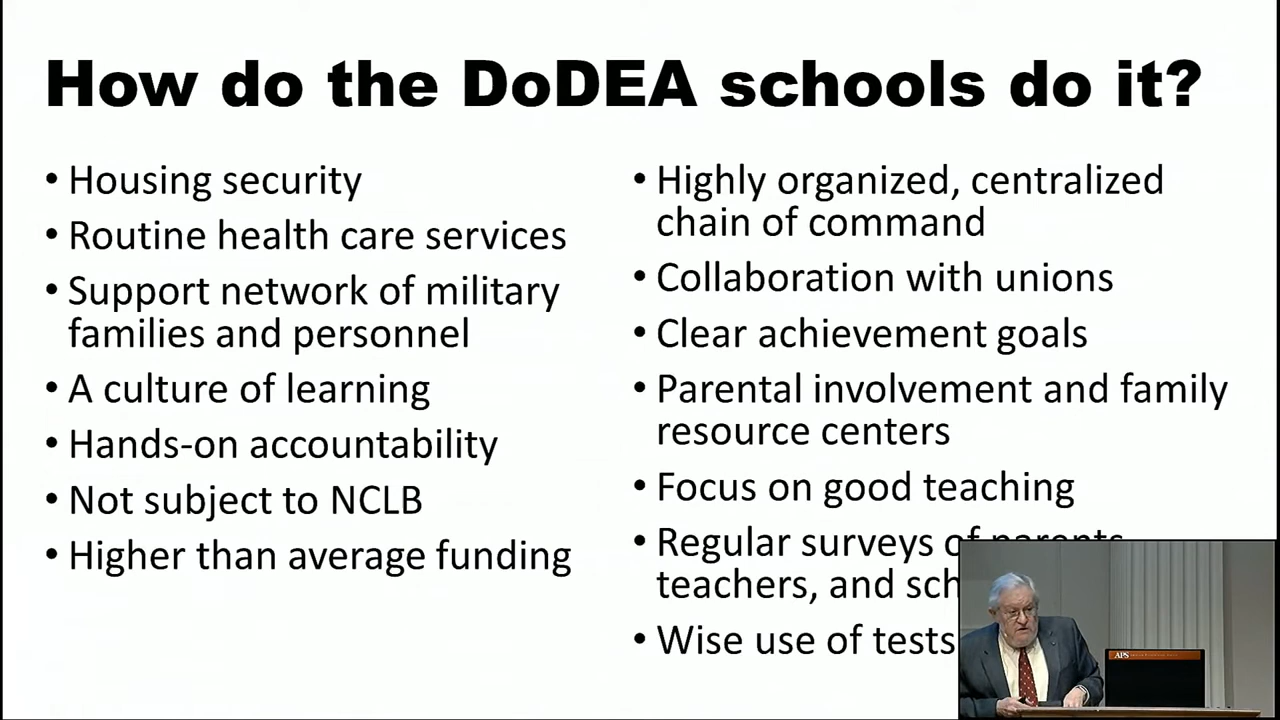 How do the DoDEA schools do it?
• Housing security
• Routine health care services
• Support network of military
families and personnel
• A culture of learning
• Hands-on accountability
• Not subject to NCLB
• Higher than average funding
• Highly organized, centralized
chain of command
• Collaboration with unions
• Clear achievement goals
• Parental involvement and family
resource centers
• Focus on good teaching
• Regular surveys of parents
teachers, and
• Wise use of tests
APS